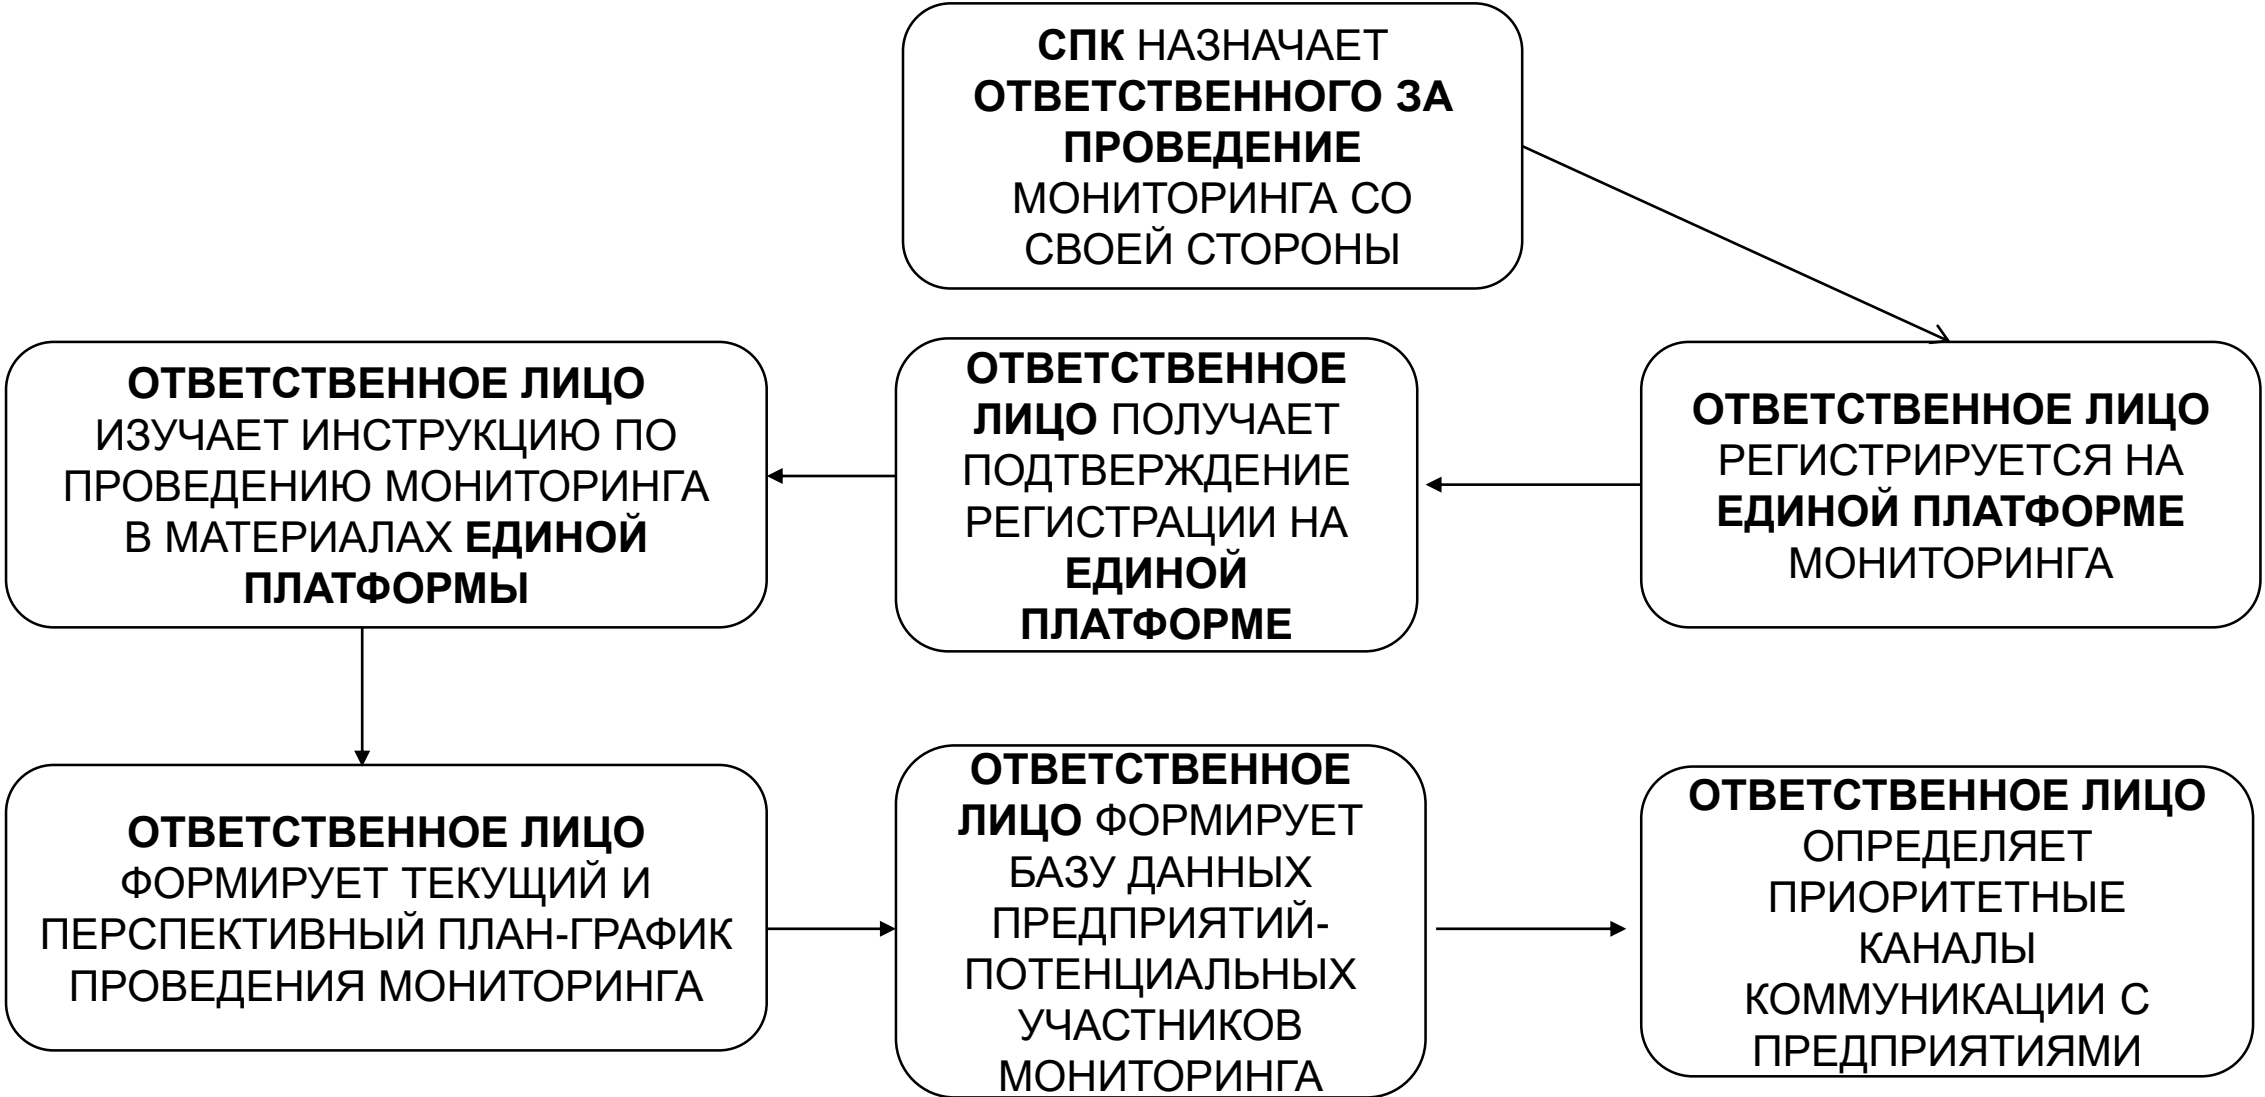 СПК НАЗНАЧАЕТ
ОТВЕТСТВЕННОГО ЗА
ПРОВЕДЕНИЕ
МОНИТОРИНГА СО
СВОЕЙ СТОРОНЫ
ОТВЕТСТВЕННОЕ ЛИЦО
РЕГИСТРИРУЕТСЯ НА
ЕДИНОЙ ПЛАТФОРМЕ
МОНИТОРИНГА
ОТВЕТСТВЕННОЕ
ЛИЦО ПОЛУЧАЕТ
ПОДТВЕРЖДЕНИЕ
РЕГИСТРАЦИИ НА
ЕДИНОЙ
ПЛАТФОРМЕ
ОТВЕТСТВЕННОЕ ЛИЦО
ИЗУЧАЕТ ИНСТРУКЦИЮ ПО
ПРОВЕДЕНИЮ МОНИТОРИНГА
В МАТЕРИАЛАХ ЕДИНОЙ
ПЛАТФОРМЫ
ОТВЕТСТВЕННОЕ ЛИЦО
ФОРМИРУЕТ ТЕКУЩИЙ И
ПЕРСПЕКТИВНЫЙ ПЛАН-ГРАФИК
ПРОВЕДЕНИЯ МОНИТОРИНГА
ОТВЕТСТВЕННОЕ
ЛИЦО ФОРМИРУЕТ
БАЗУ ДАННЫХ
ПРЕДПРИЯТИЙ-
ПОТЕНЦИАЛЬНЫХ
УЧАСТНИКОВ
МОНИТОРИНГА
ОТВЕТСТВЕННОЕ ЛИЦО
ОПРЕДЕЛЯЕТ
ПРИОРИТЕТНЫЕ
КАНАЛЫ
КОММУНИКАЦИИ С
ПРЕДПРИЯТИЯМИ